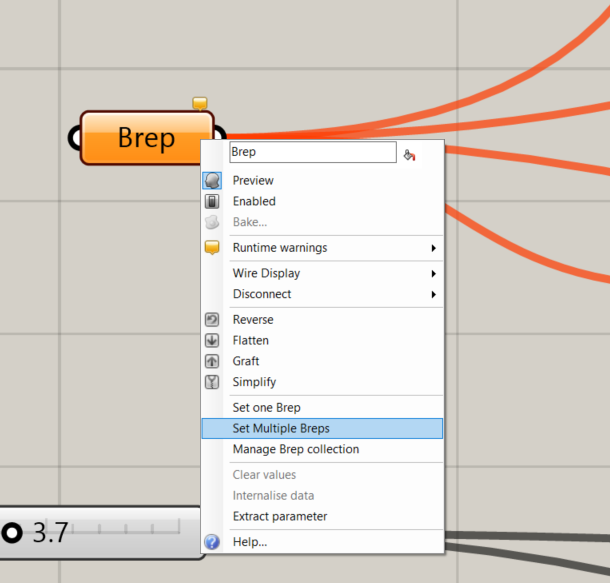 Brep
Brep
Preview
Enabled
Bake...
Runtime warnings
Wire Display
Disconnect
Reverse
Flatten
Graft
Simplify
Set one Brep
Set Multiple Breps
Manage Brep collection
Clear values
Internalise data
Extract parameter
3.7
Help...